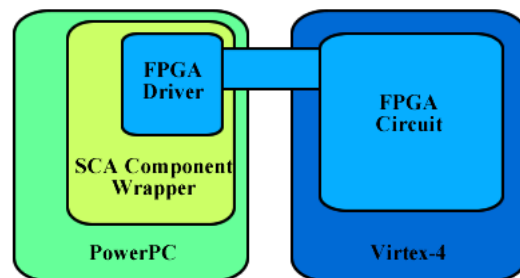 FPGA
Driver
SCA Component
Wrapper
PowerPC
FPGA
Circuit
Virtex-4